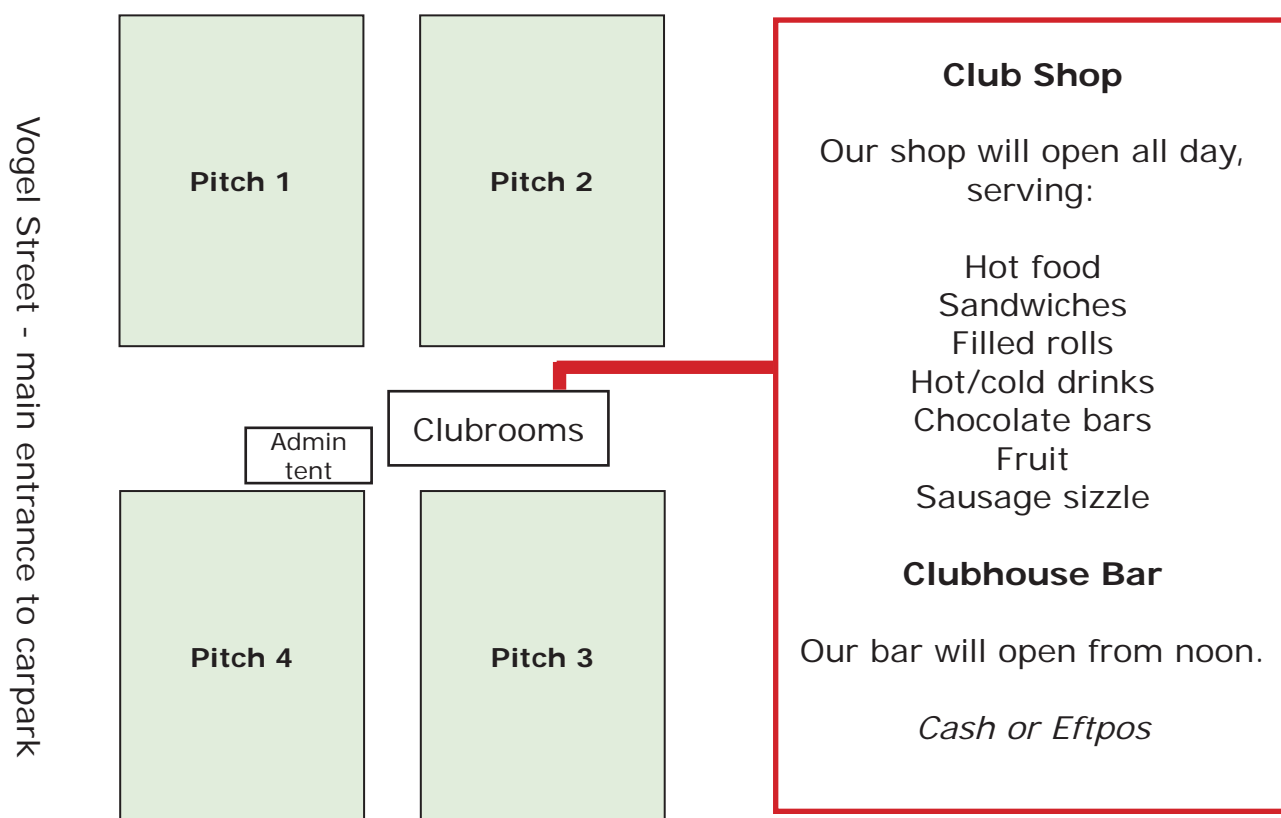 Vogel Street - main entrance to carpark
Pitch 1
Pitch 2
Admin
tent
Clubrooms
Pitch 4
Pitch 3
Club Shop
Our shop will open all day,
serving:
Hot food
Sandwiches
Filled rolls
Hot/cold drinks
Chocolate bars
Fruit
Sausage sizzle
Clubhouse Bar
Our bar will open from noon.
Cash or Eftpos